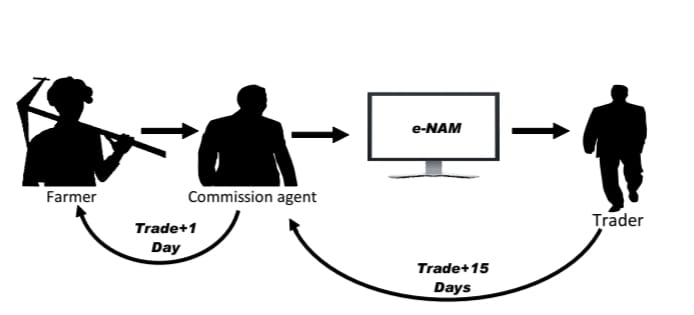 e-NAM
Farmer
Commission agent
Trader
Trade+1
Day
Trade+15
Days